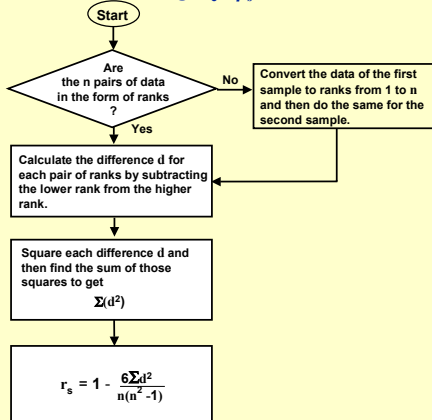 Start
Are
the n pairs of data
in the form of ranks
?
No
Yes
Convert the data of the first
sample to ranks from 1 to n
and then do the same for the
second sample.
Calculate the difference d for
each pair of ranks by subtracting
the lower rank from the higher
rank.
Square each difference d and
then find the sum of those
squares to get
Σ(d²)
rₛ = 1 - 6Σd² / n(n² -1)